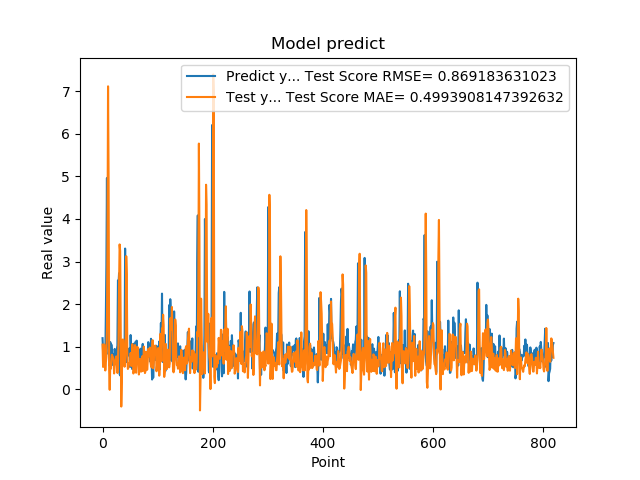 Model predict
Predict y... Test Score RMSE= 0.869183631023
Test y... Test Score MAE= 0.4993908147392632
Real value
7
6
5
4
3
2
1
0
0 200 400 600 800
Point